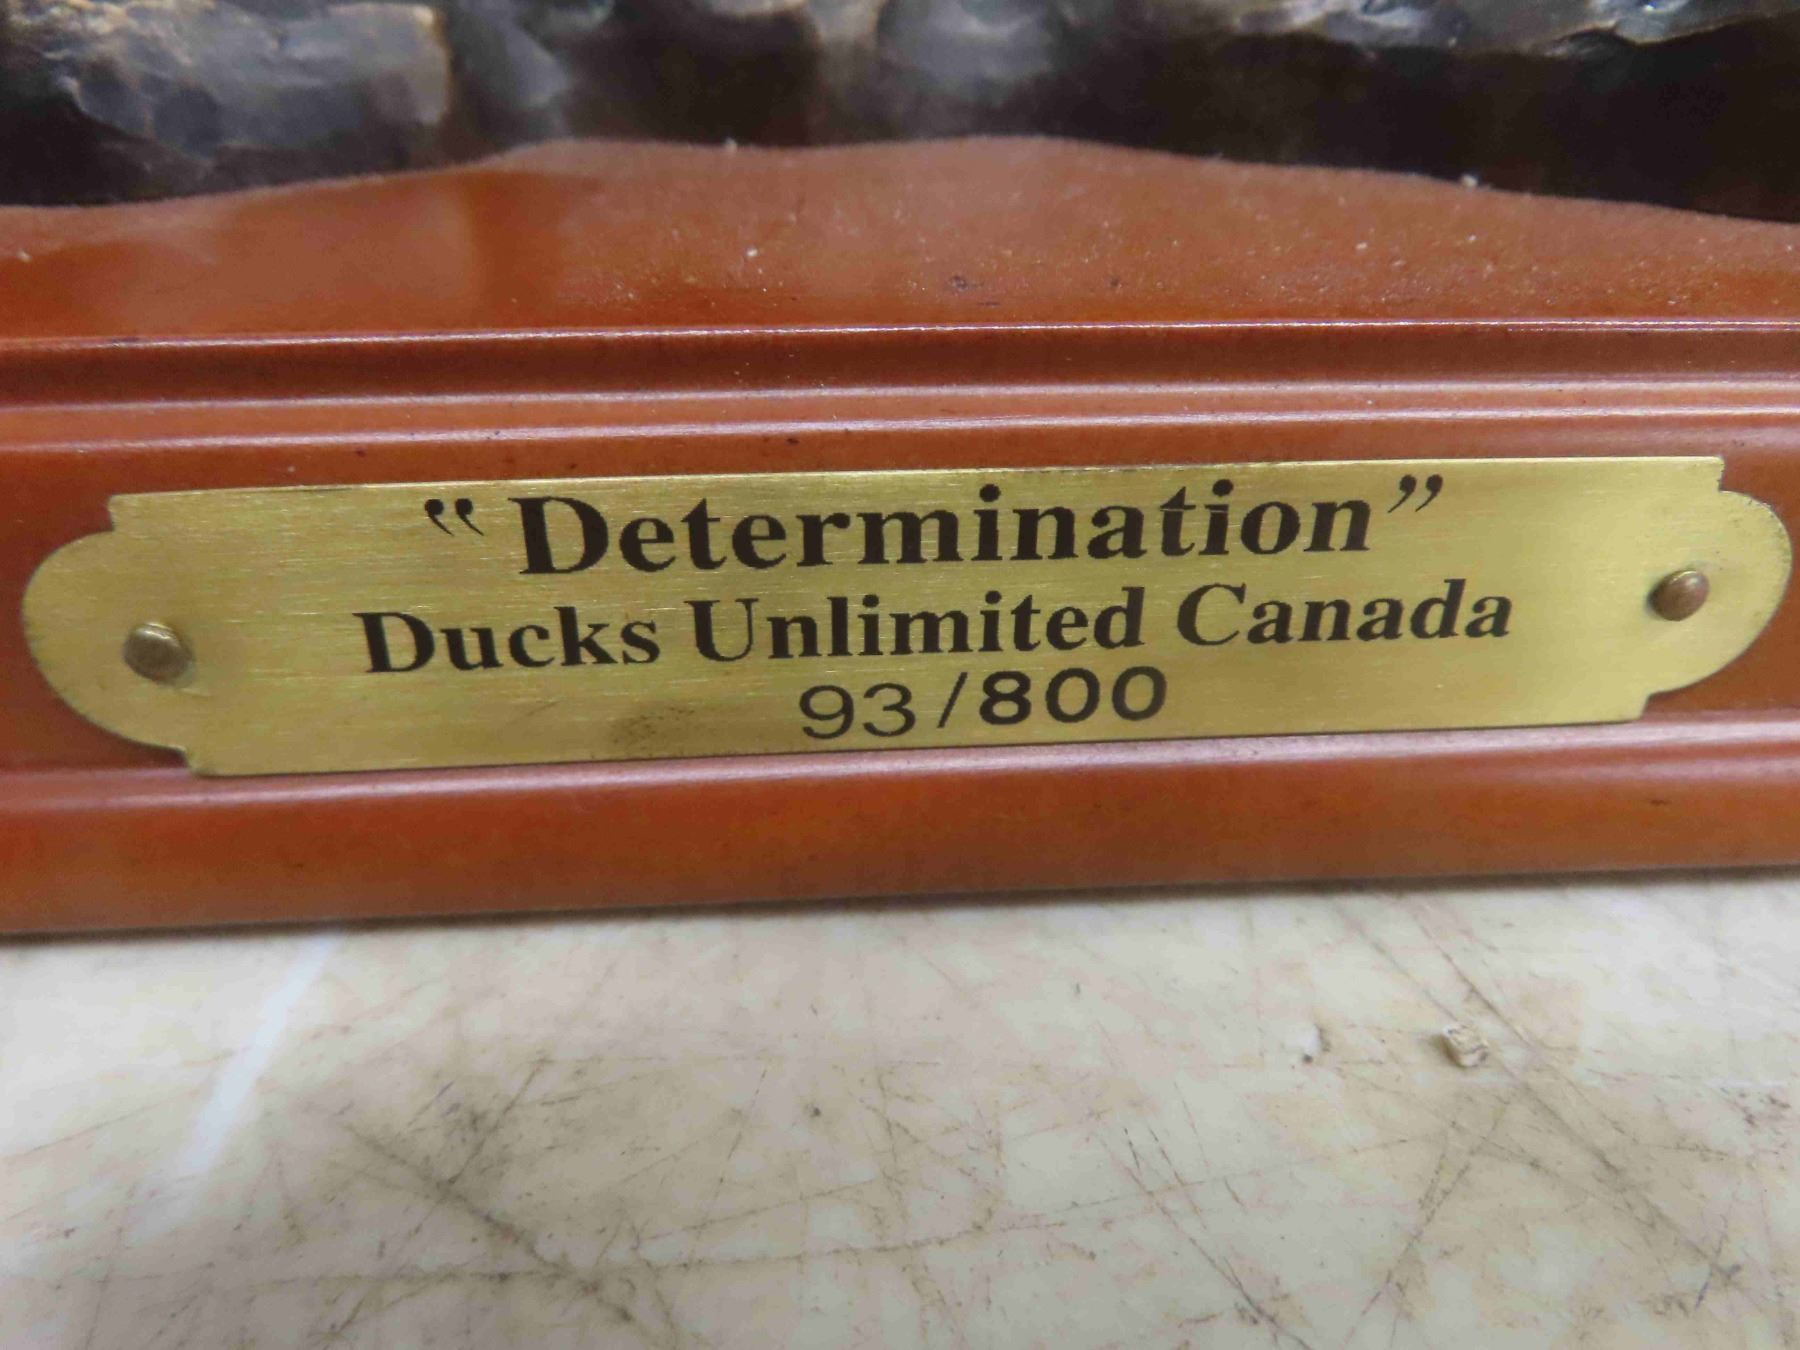 “Determination”
Ducks Unlimited Canada
93/800